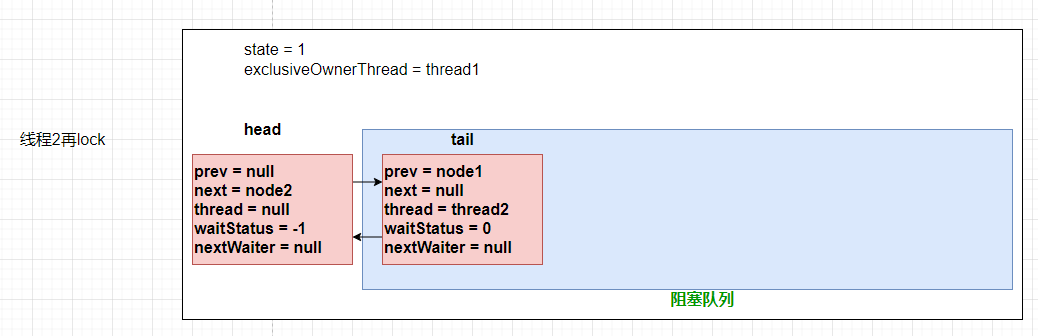 state = 1
exclusiveOwnerThread = thread1
线程2再lock
head
tail
prev = null
next = node2
thread = null
waitStatus = -1
nextWaiter = null
prev = node1
next = null
thread = thread2
waitStatus = 0
nextWaiter = null
阻塞队列